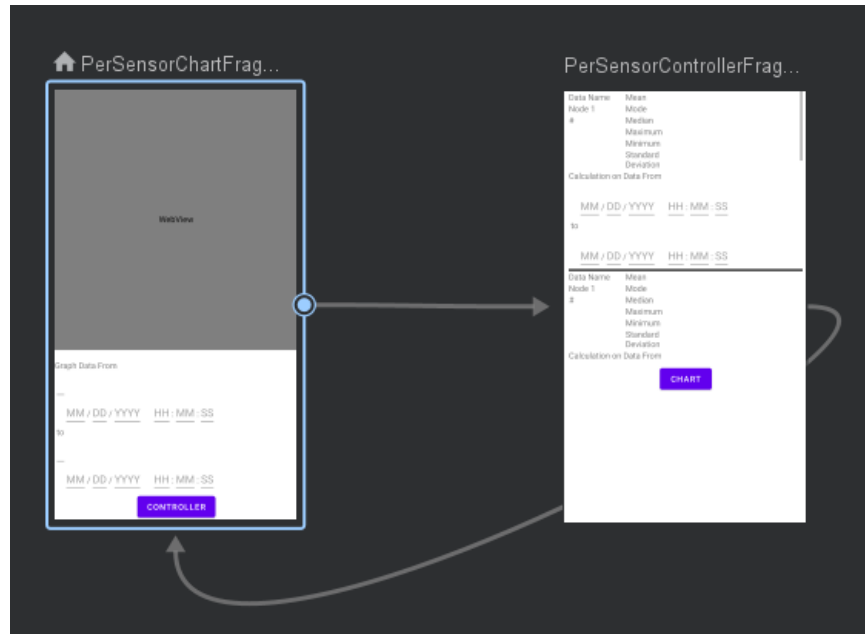 PerSensorChartFrag...
WebView
Graph Data From
MM / DD / YYYY HH : MM : SS
to
MM / DD / YYYY HH : MM : SS
CONTROLLER
PerSensorControllerFrag...
Data Name Mean
Node 1 Mode
# Median
Maximum
Minimum
Standard
Deviation
Calculation on Data From
MM / DD / YYYY HH : MM : SS
to
MM / DD / YYYY HH : MM : SS
Data Name Mean
Node 1 Mode
# Median
Maximum
Minimum
Standard
Deviation
Calculation on Data From
CHART